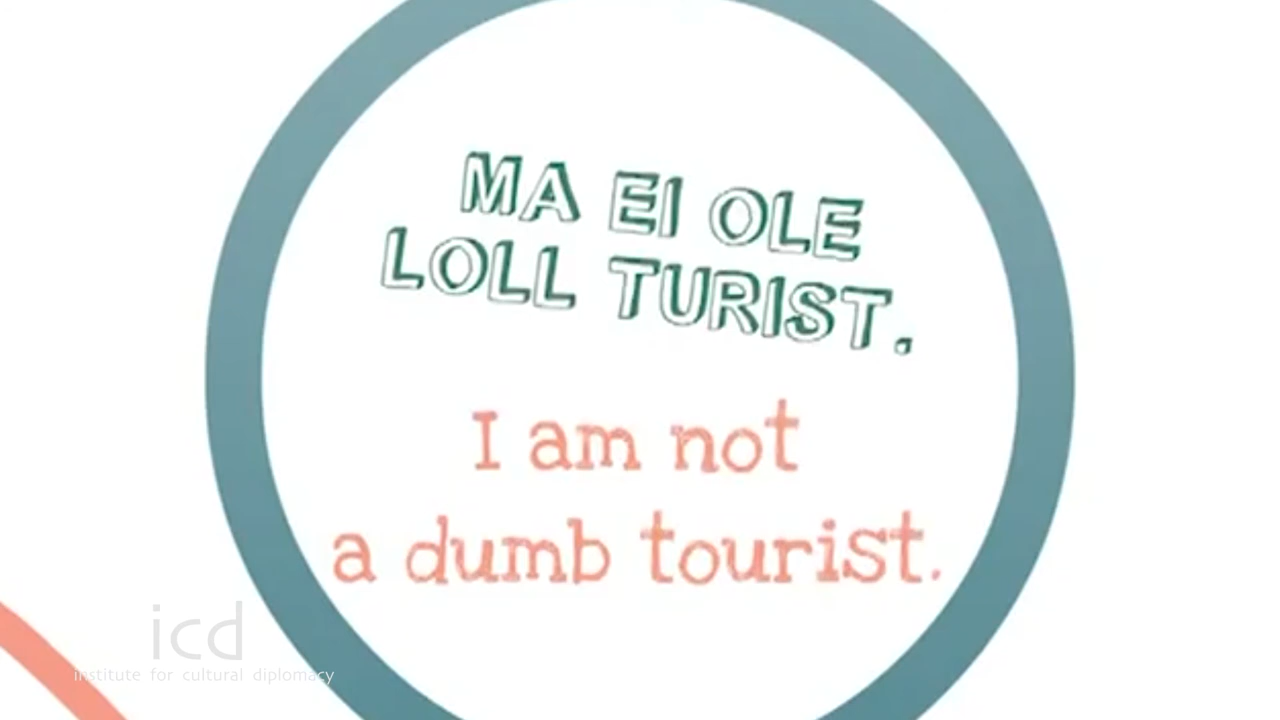 MA EI OLE
LOLL TURIST.
I am not
a dumb tourist.
icd
institute for cultural diplomacy